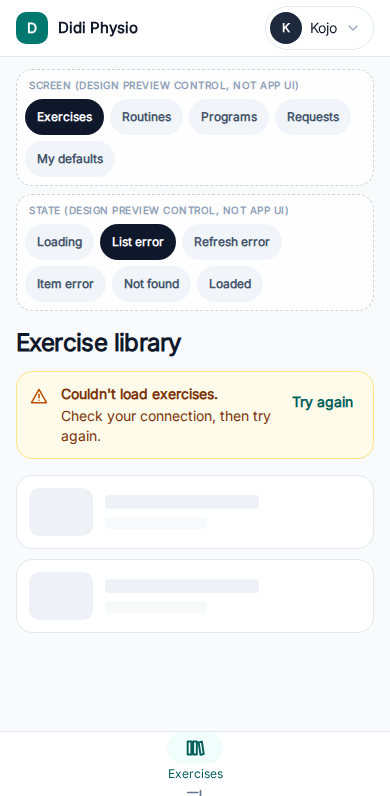 D Didi Physio K Kojo
SCREEN (DESIGN PREVIEW CONTROL, NOT APP UI)
Exercises Routines Programs Requests
My defaults
STATE (DESIGN PREVIEW CONTROL, NOT APP UI)
Loading List error Refresh error
Item error Not found Loaded
Exercise library
Couldn't load exercises.
Try again
Check your connection, then try
again.
Exercises